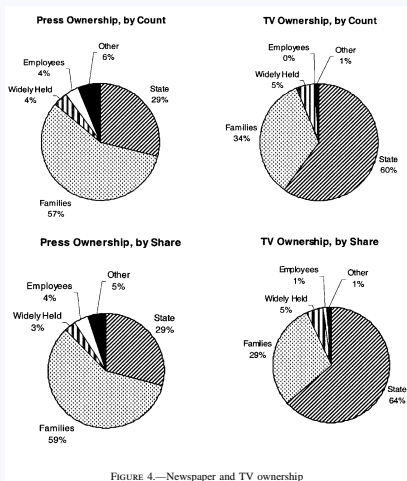 Press Ownership, by Count
Other
6%
Employees
4%
Widely Held
4%
State
29%
Families
57%
TV Ownership, by Count
Employees
0%
Other
1%
Widely Held
5%
Families
34%
State
60%
Press Ownership, by Share
Other
5%
Employees
4%
Widely Held
3%
State
29%
Families
59%
TV Ownership, by Share
Employees
1%
Other
1%
Widely Held
5%
Families
29%
State
64%
FIGURE 4.—Newspaper and TV ownership